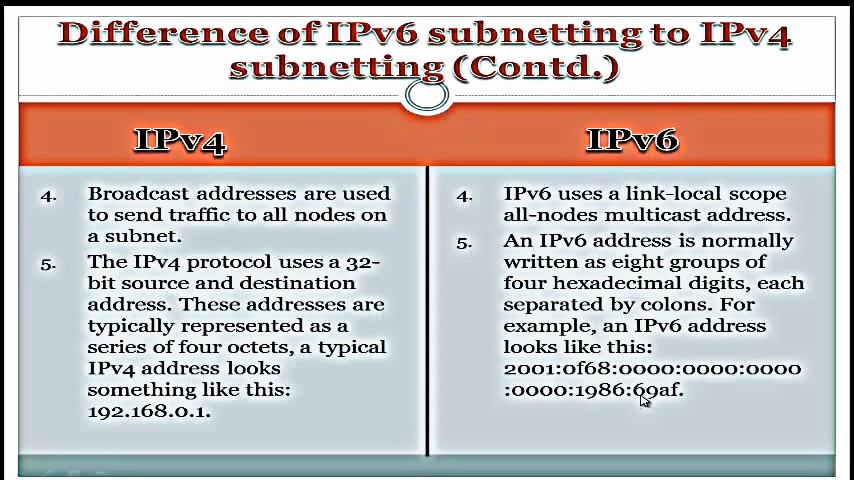 Difference of IPv6 subnetting to IPv4
subnetting (Contd.)
IPv4
IPv6
4. Broadcast addresses are used
to send traffic to all nodes on
a subnet.
5. The IPv4 protocol uses a 32-
bit source and destination
address. These addresses are
typically represented as a
series of four octets, a typical
IPv4 address looks
something like this:
192.168.0.1.
4. IPv6 uses a link-local scope
all-nodes multicast address.
5. An IPv6 address is normally
written as eight groups of
four hexadecimal digits, each
separated by colons. For
example, an IPv6 address
looks like this:
2001:0f68:0000:0000:0000
:0000:1986:69af.